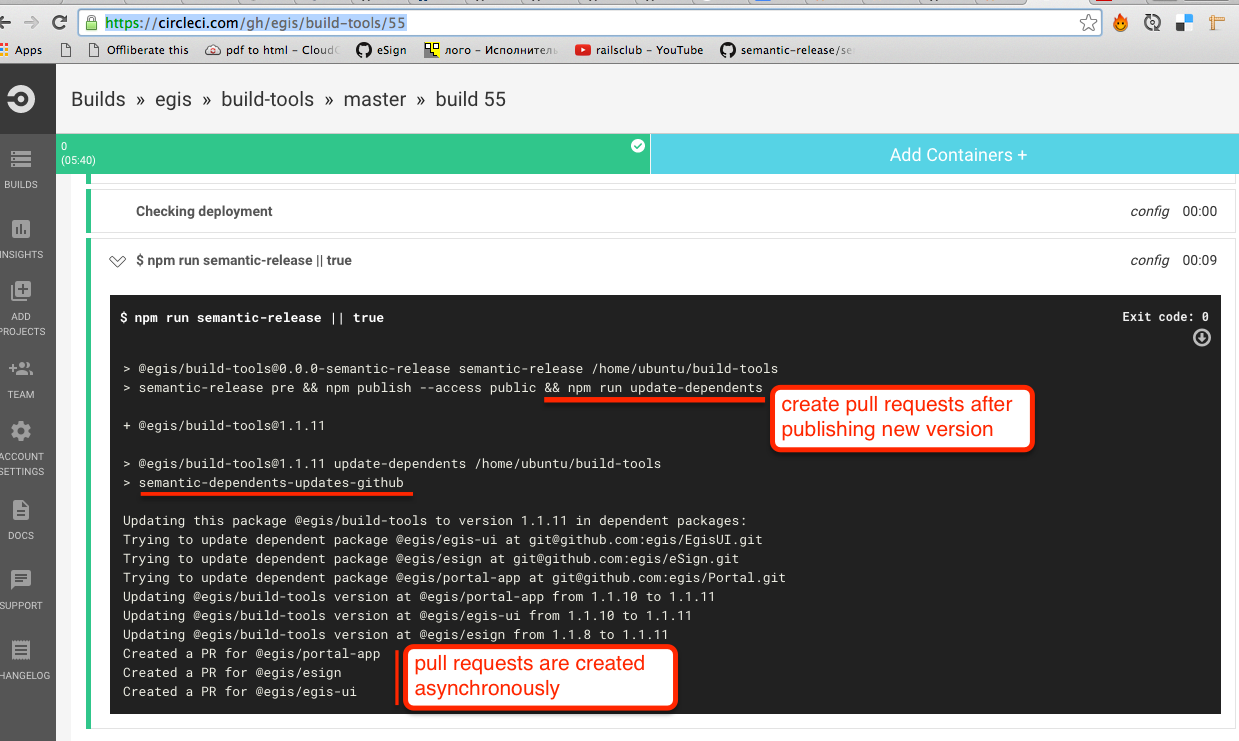 https://circleci.com/gh/egis/build-tools/55
Apps
Offliberate this
pdf to html – Cloud
eSign
лого – Исполнитель
railsclub – YouTube
semantic-release/se
Builds » egis » build-tools » master » build 55
0
(05:40)
Add Containers +
BUILDS
INSIGHTS
ADD
PROJECTS
TEAM
ACCOUNT
SETTINGS
DOCS
SUPPORT
HANGELOG
Checking deployment
config 00:00
$ npm run semantic-release || true
config 00:09
$ npm run semantic-release || true
Exit code: 0
> @egis/build-tools@0.0.0-semantic-release semantic-release /home/ubuntu/build-tools
> semantic-release pre && npm publish --access public && npm run update-dependents
create pull requests after
publishing new version
+ @egis/build-tools@1.1.11
> @egis/build-tools@1.1.11 update-dependents /home/ubuntu/build-tools
> semantic-dependents-updates-github
Updating this package @egis/build-tools to version 1.1.11 in dependent packages:
Trying to update dependent package @egis/egis-ui at git@github.com:egis/EgisUI.git
Trying to update dependent package @egis/esign at git@github.com:egis/eSign.git
Trying to update dependent package @egis/portal-app at git@github.com:egis/Portal.git
Updating @egis/build-tools version at @egis/portal-app from 1.1.10 to 1.1.11
Updating @egis/build-tools version at @egis/egis-ui from 1.1.10 to 1.1.11
Updating @egis/build-tools version at @egis/esign from 1.1.8 to 1.1.11
Created a PR for @egis/portal-app
Created a PR for @egis/esign
Created a PR for @egis/egis-ui
pull requests are created
asynchronously